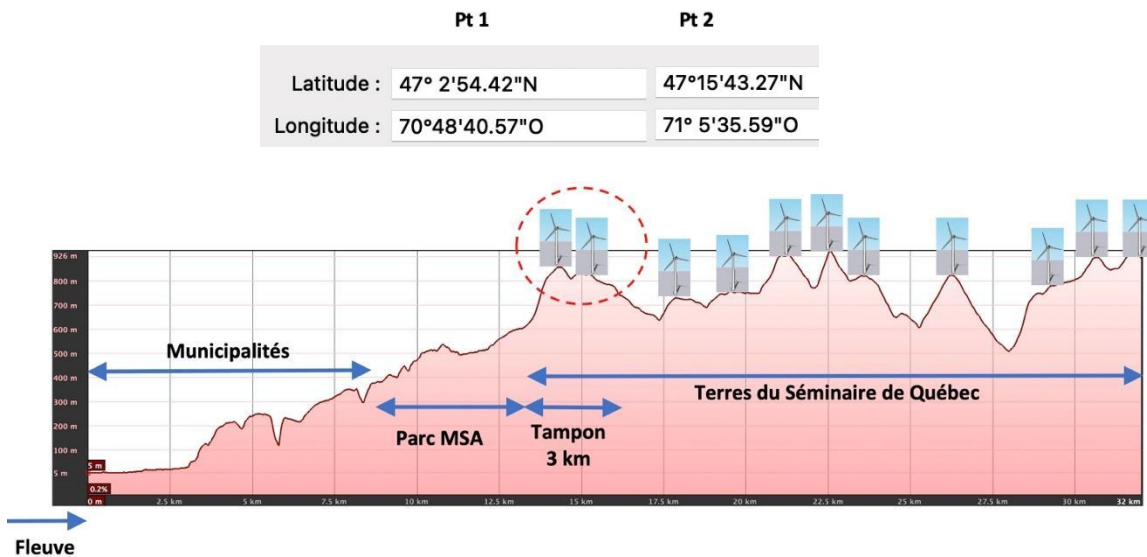 Pt 1 Pt 2
Latitude : 47° 2'54.42"N 47°15'43.27"N
Longitude : 70°48'40.57"O 71° 5'35.59"O
926 m
800 m
700 m
600 m
500 m
400 m
300 m
200 m
100 m
5 m
Municipalités
Parc MSA
Tampon
3 km
Terres du Séminaire de Québec
5 m
0.2%
0 m 2.5 km 5 km 7.5 km 10 km 12.5 km 15 km 17.5 km 20 km 22.5 km 25 km 27.5 km 30 km 32 km
Fleuve